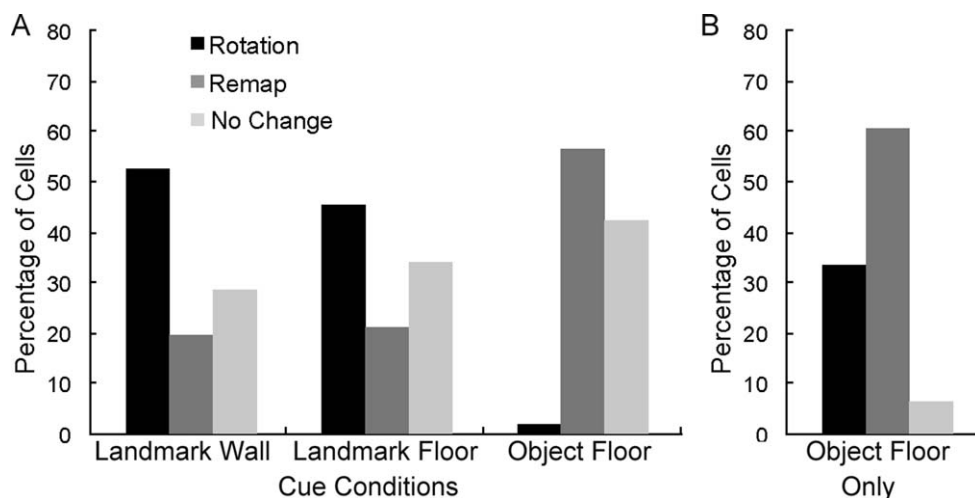 A
Rotation
Remap
No Change
Percentage of Cells
80
70
60
50
40
30
20
10
0
Landmark Wall Landmark Floor Object Floor
Cue Conditions
B
Percentage of Cells
80
70
60
50
40
30
20
10
0
Object Floor
Only